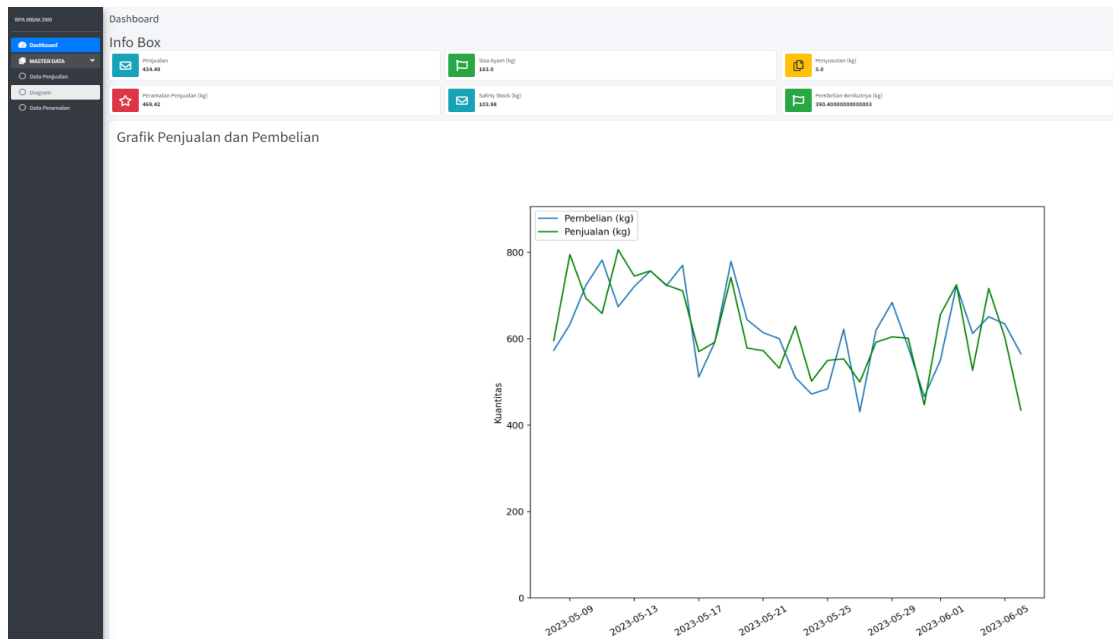 RPA MBAK DWI
Dashboard
MASTER DATA
Data Penjualan
Diagram
Data Peramalan
Dashboard
Info Box
Penjualan
434.49
Sisa Ayam (kg)
183.0
Penyusutan (kg)
5.0
Peramalan Penjualan (kg)
469.42
Safety Stock (kg)
103.98
Pembelian Berikutnya (kg)
390.40000000000003
Grafik Penjualan dan Pembelian
Pembelian (kg)
Penjualan (kg)
800
600
400
200
0
Kuantitas
2023-05-09
2023-05-13
2023-05-17
2023-05-21
2023-05-25
2023-05-29
2023-06-01
2023-06-05